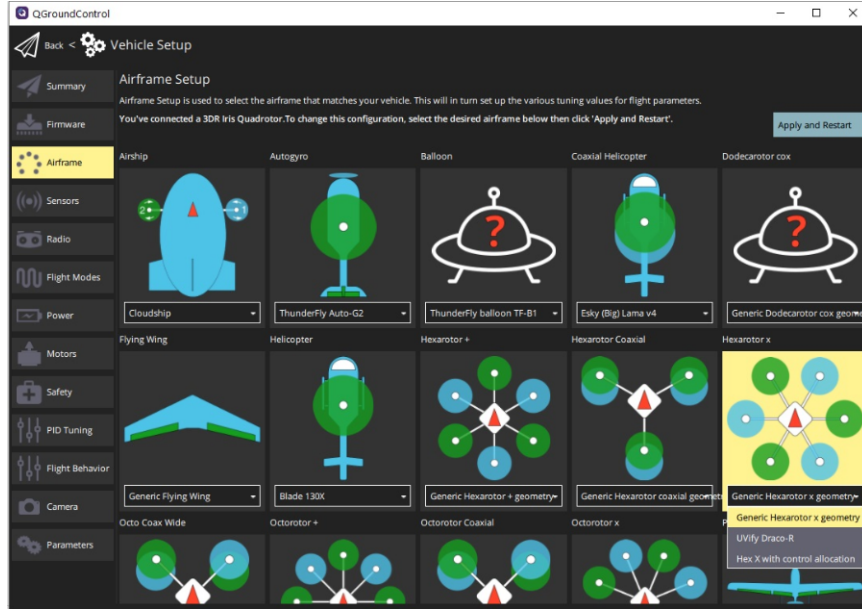 QGroundControl
Back < Vehicle Setup
Summary
Firmware
Airframe
Sensors
Radio
Flight Modes
Power
Motors
Safety
PID Tuning
Flight Behavior
Camera
Parameters
Airframe Setup
Airframe Setup is used to select the airframe that matches your vehicle. This will in turn set up the various tuning values for flight parameters.
You've connected a 3DR Iris Quadrotor.To change this configuration, select the desired airframe below then click 'Apply and Restart'.
Apply and Restart
Airship
Autogyro
Balloon
Coaxial Helicopter
Dodecarotor cox
2
1
?
?
Cloudship
ThunderFly Auto-G2
ThunderFly balloon TF-B1
Esky (Big) Lama v4
Generic Dodecarotor cox geome
Flying Wing
Helicopter
Hexarotor +
Hexarotor Coaxial
Hexarotor x
Generic Flying Wing
Blade 130X
Generic Hexarotor + geometry
Generic Hexarotor coaxial geomet
Generic Hexarotor x geometry
Generic Hexarotor x geometry
UVify Draco-R
Hex X with control allocation
Octo Coax Wide
Octorotor +
Octorotor Coaxial
Octorotor x
P